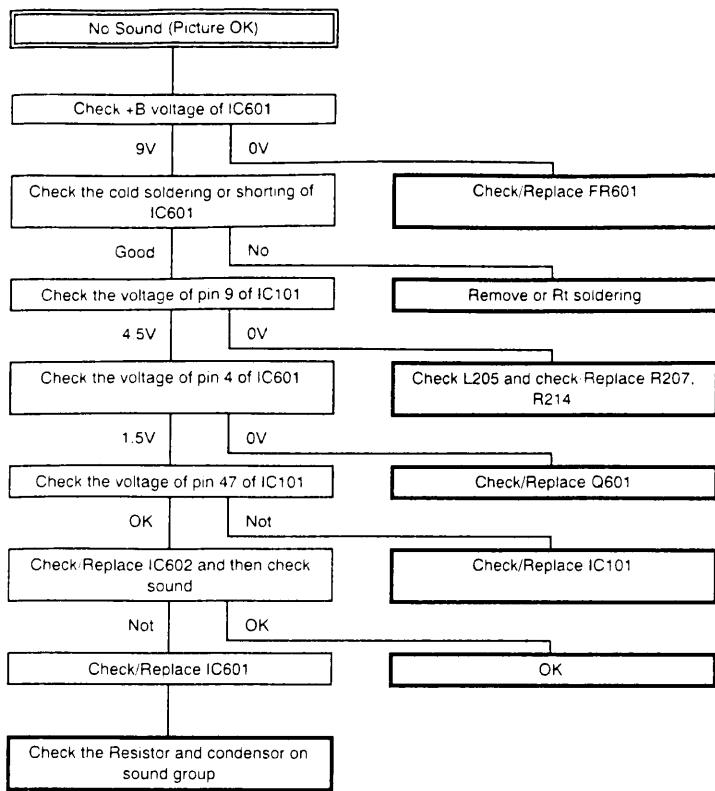 No Sound (Picture OK)
Check +B voltage of IC601
9V
0V
Check the cold soldering or shorting of
IC601
Check/Replace FR601
Good
No
Check the voltage of pin 9 of IC101
Remove or Rt soldering
4.5V
0V
Check the voltage of pin 4 of IC601
Check L205 and check Replace R207,
R214
1.5V
0V
Check the voltage of pin 47 of IC101
Check/Replace Q601
OK
Not
Check/Replace IC602 and then check
sound
Check/Replace IC101
Not
OK
Check/Replace IC601
OK
Check the Resistor and condensor on
sound group